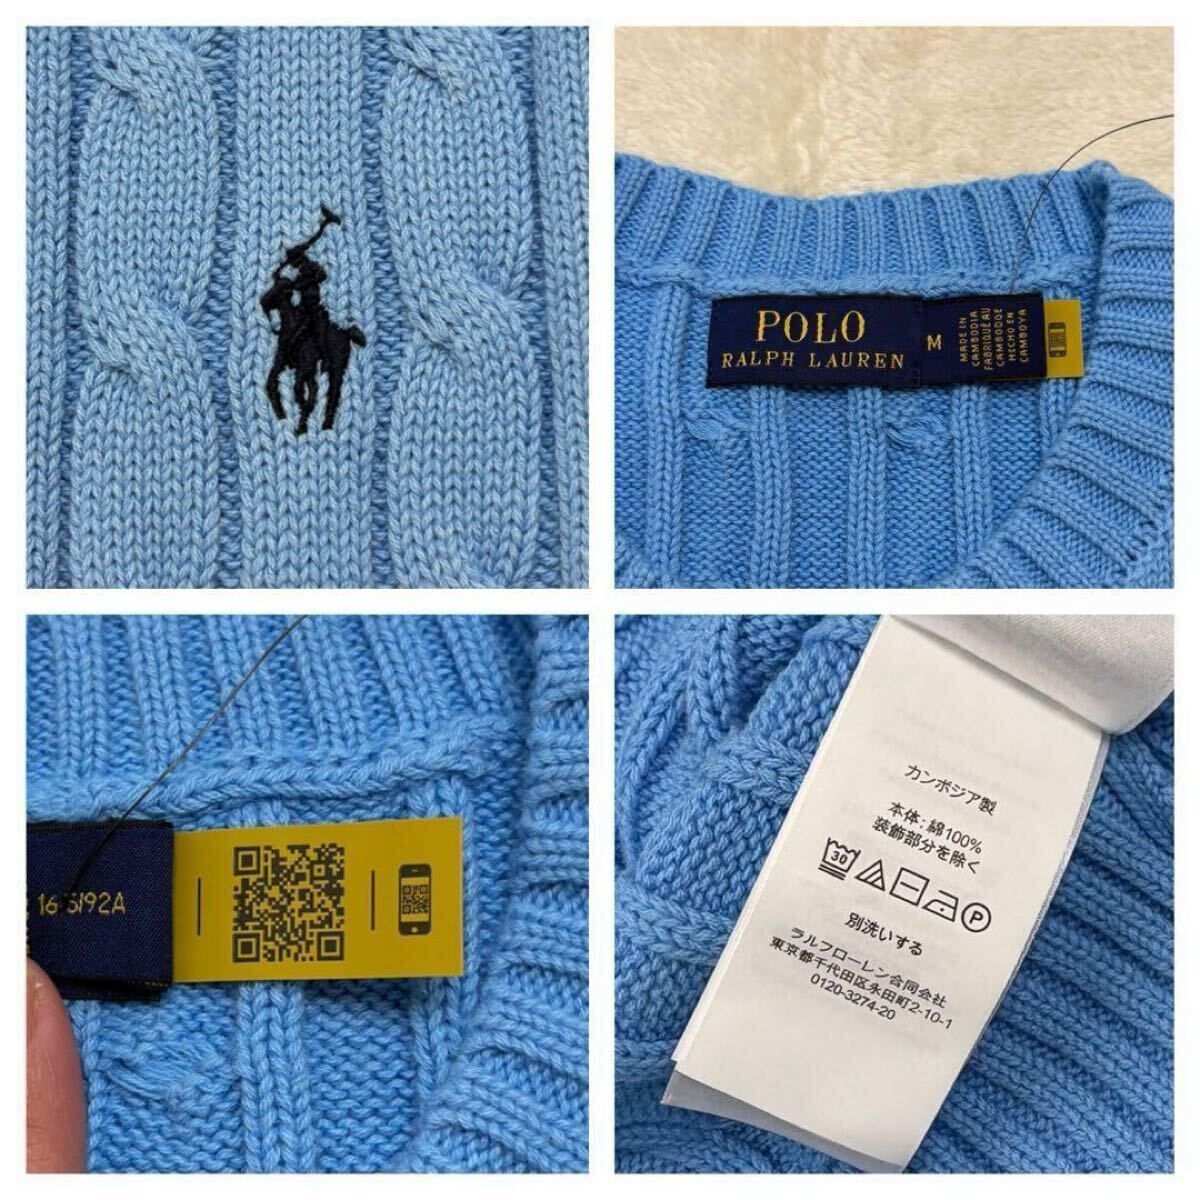 POLO
RALPH LAUREN
M
MADE IN
CAMBODIA
FABRIQUÉ AU
CAMBODGE
HECHO EN
CAMBOYA
カンボジア製
本体:綿100%
装飾部分を除く
30
P
別洗いする
ラルフローレン合同会社
東京都千代田区永田町2-10-1
0120-3274-20